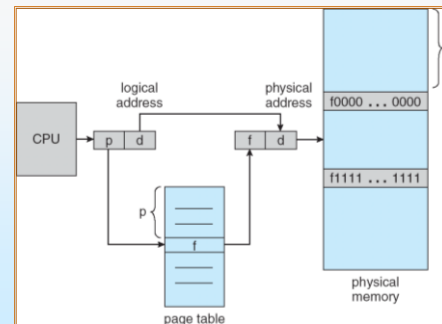 logical
address
physical
address
CPU
p
d
f
d
f0000 ... 0000
f1111 ... 1111
p
f
page table
physical
memory